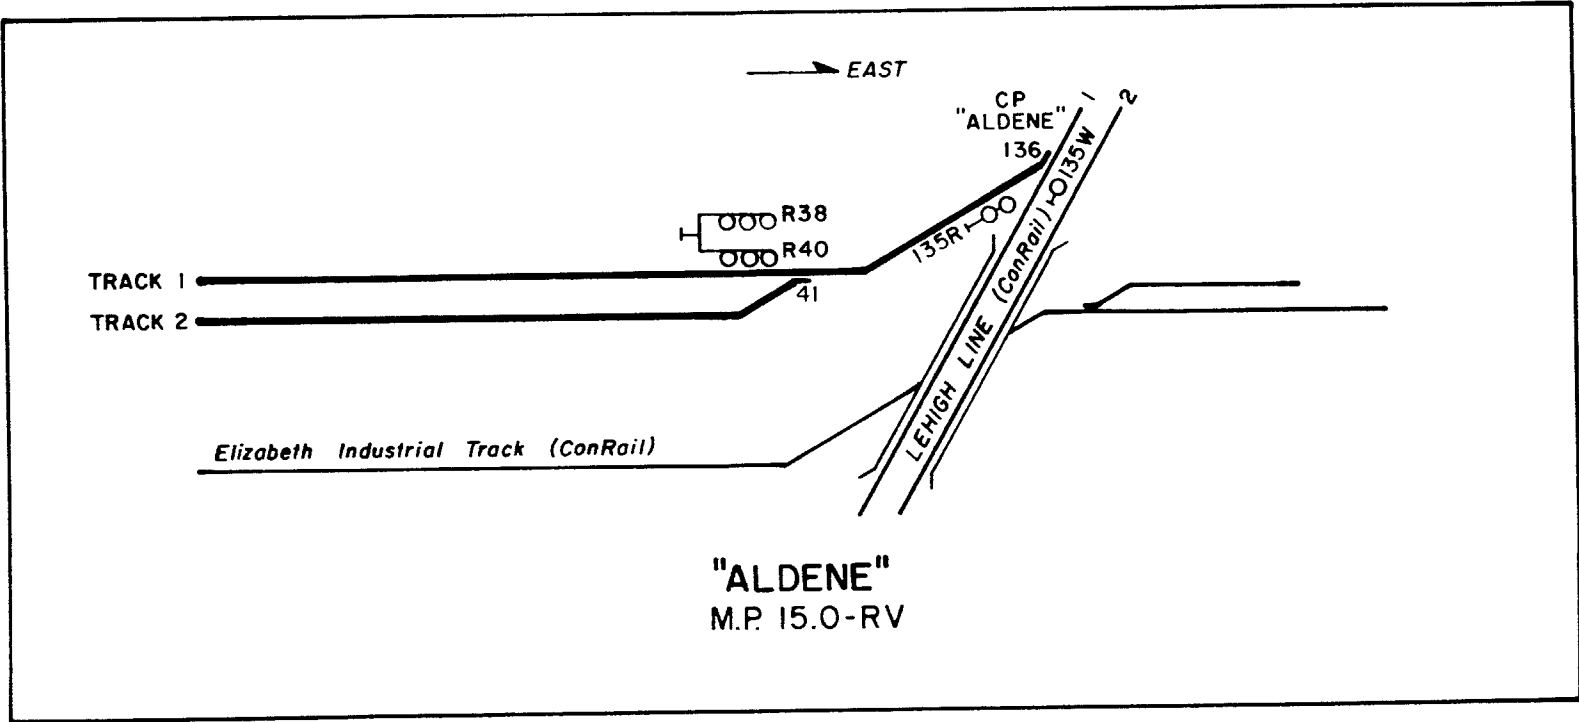 EAST
CP
"ALDENE"
1
2
136
135W
R38
135R
R40
TRACK 1
41
TRACK 2
LEHIGH LINE (ConRail)
Elizabeth Industrial Track (ConRail)
"ALDENE"
M.P. 15.0-RV